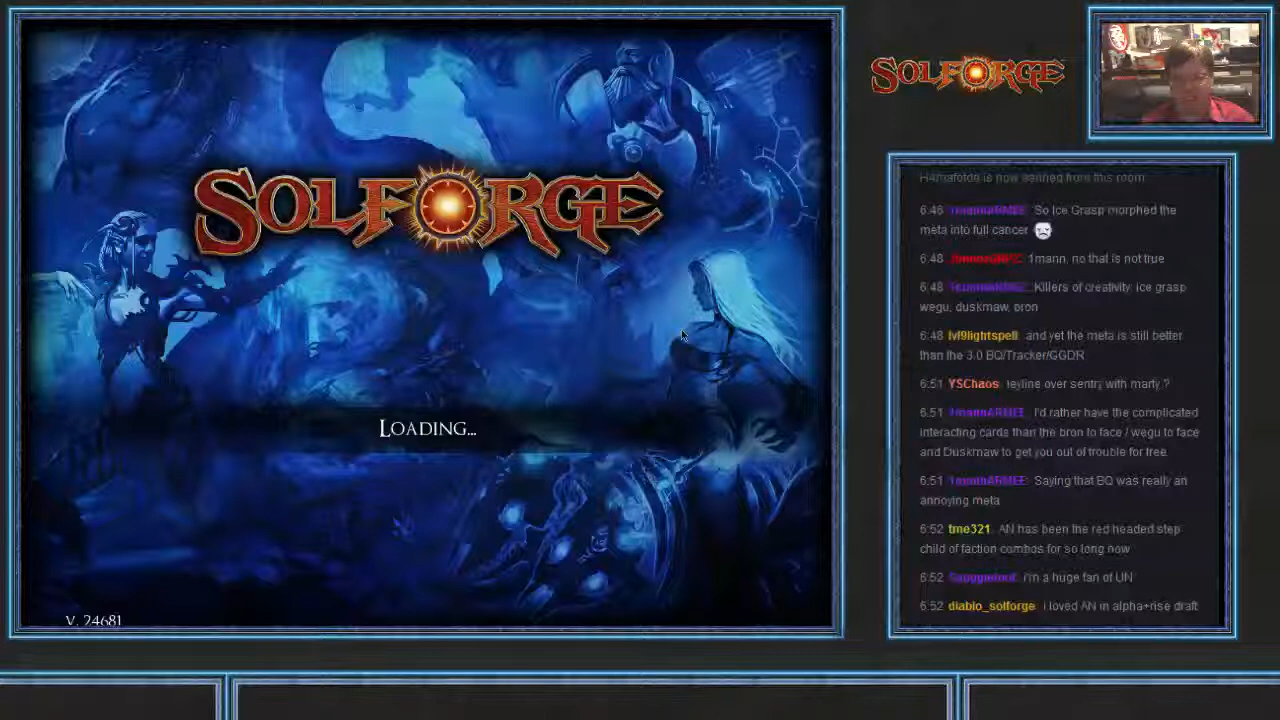 SOLFORGE
LOADING...
V. 24681
SOLFORGE
is now banned from this room
6:46 1mannARMEE: So Ice Grasp morphed the
meta into full cancer
6:48 1mann, no that is not true
6:48 1mannARMEE: Killers of creativity: ice grasp
wegu, duskmaw, bron
6:48 lvl9lightspell: and yet the meta is still better
than the 3.0 BQ/Tracker/GGDR
6:51 YSChaos: leyline over sentry with marty ?
6:51 1mannARMEE: I'd rather have the complicated
interacting cards than the bron to face / wegu to face
and Duskmaw to get you out of trouble for free
6:51 1mannARMEE: Saying that BQ was really an
annoying meta
6:52 tme321: AN has been the red headed step
child of faction combos for so long now
6:52 i'm a huge fan of UN
6:52 diablo_solforge: i loved AN in alpha+rise draft